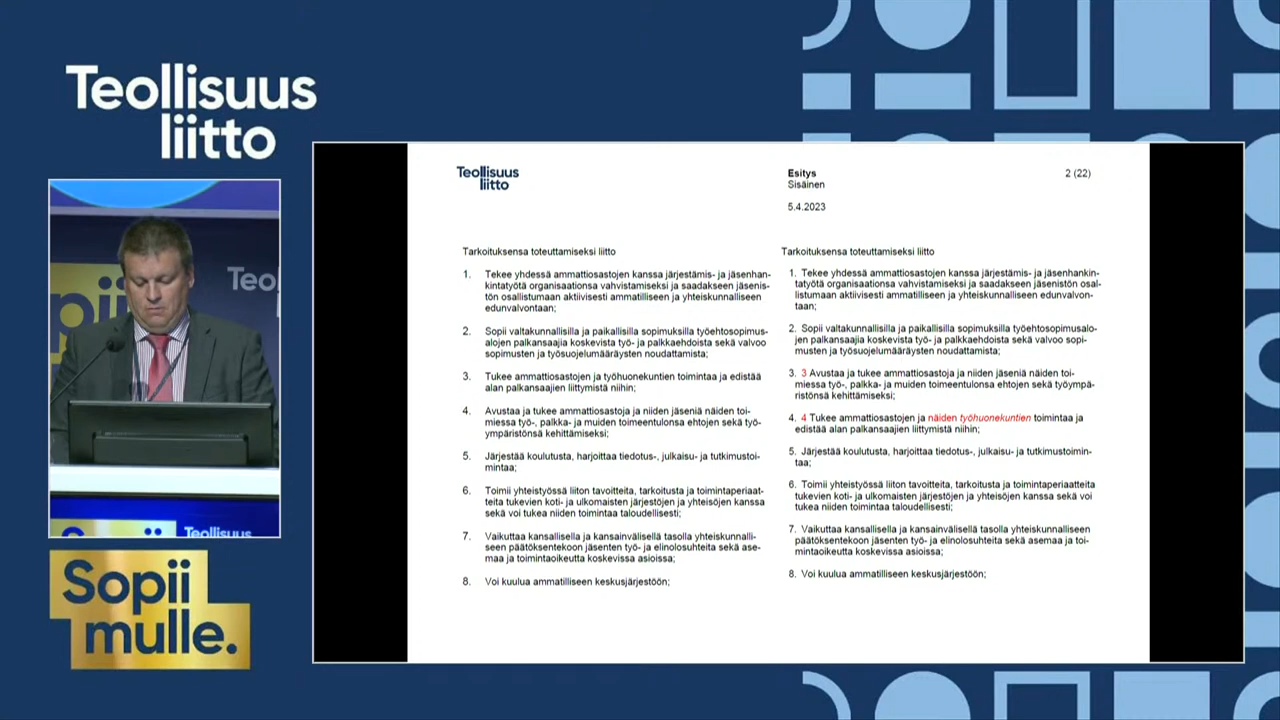 Teollisuus
liitto
Teollisuus
liitto
Esitys
Sisäinen
5.4.2023
2 (22)
Tarkoituksensa toteuttamiseksi liitto
1. Tekee yhdessä ammattiosastojen kanssa järjestämis- ja jäsenhan-
kintatyötä organisaationsa vahvistamiseksi ja saadakseen jäsenis-
tön osallistumaan aktiivisesti ammatilliseen ja yhteiskunnalliseen
edunvalvontaan;
2. Sopii valtakunnallisilla ja paikallisilla sopimuksilla työehtosopimus-
alojen palkansaajia koskevista työ- ja palkkaehdoista sekä valvoo
sopimusten ja työsuojelumääräysten noudattamista;
3. Tukee ammattiosastojen ja työhuonekuntien toimintaa ja edistää
alan palkansaajien liittymistä niihin;
4. Avustaa ja tukee ammattiosastoja ja niiden jäseniä näiden toi-
miessa työ-, palkka- ja muiden toimeentulonsa ehtojen sekä työ-
ympäristönsä kehittämiseksi;
5. Järjestää koulutusta, harjoittaa tiedotus-, julkaisu- ja tutkimustoi-
mintaa;
6. Toimii yhteistyössä liiton tavoitteita, tarkoitusta ja toimintaperiaat-
teita tukevien koti- ja ulkomaisten järjestöjen ja yhteisöjen kanssa
sekä voi tukea niiden toimintaa taloudellisesti;
7. Vaikuttaa kansallisella ja kansainvälisellä tasolla yhteiskunnalli-
seen päätöksentekoon jäsenten työ- ja elinolosuhteita sekä ase-
maa ja toimintaoikeutta koskevissa asioissa;
8. Voi kuulua ammatilliseen keskusjärjestöön;
Tarkoituksensa toteuttamiseksi liitto
1. Tekee yhdessä ammattiosastojen kanssa järjestämis- ja jäsenhankin-
tatyötä organisaationsa vahvistamiseksi ja saadakseen jäsenistön osal-
listumaan aktiivisesti ammatilliseen ja yhteiskunnalliseen edunvalvon-
taan;
2. Sopii valtakunnallisilla ja paikallisilla sopimuksilla työehtosopimusalo-
jen palkansaajia koskevista työ- ja palkkaehdoista sekä valvoo sopi-
musten ja työsuojelumääräysten noudattamista;
3. 3 Avustaa ja tukee ammattiosastoja ja niiden jäseniä näiden toi-
miessa työ-, palkka- ja muiden toimeentulonsa ehtojen sekä työympä-
ristönsä kehittämiseksi;
4. 4 Tukee ammattiosastojen ja näiden työhuonekuntien toimintaa ja
edistää alan palkansaajien liittymistä niihin;
5. Järjestää koulutusta, harjoittaa tiedotus-, julkaisu- ja tutkimustoimin-
taa;
6. Toimii yhteistyössä liiton tavoitteita, tarkoitusta ja toimintaperiaatteita
tukevien koti- ja ulkomaisten järjestöjen ja yhteisöjen kanssa sekä voi
tukea niiden toimintaa taloudellisesti;
7. Vaikuttaa kansallisella ja kansainvälisellä tasolla yhteiskunnalliseen
päätöksentekoon jäsenten työ- ja elinolosuhteita sekä asemaa ja toi-
mintaoikeutta koskevissa asioissa;
8. Voi kuulua ammatilliseen keskusjärjestöön;
Teollisuus
Sopii
mulle.